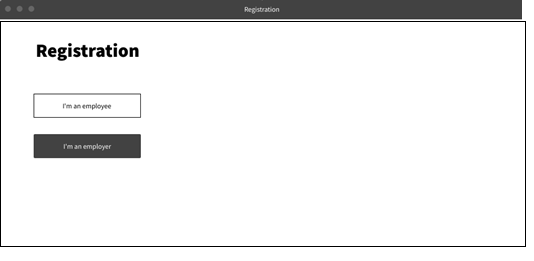 Registration
Registration
I'm an employee
I'm an employer